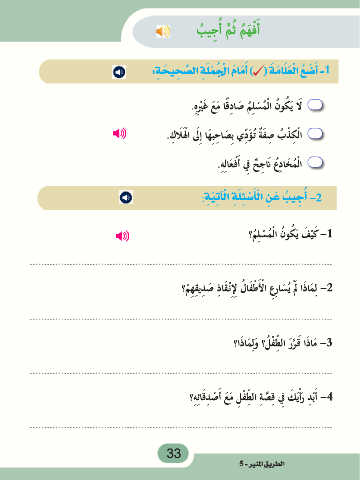 أَفْهَمُ ثُمَّ أُجِيبُ
1- أَضَعُ الْعَلَامَةَ (✓) أَمَامَ الْجُمْلَةِ الصَّحِيحَةِ:
لَا يَكُونُ الْمُسْلِمُ صَادِقًا مَعَ غَيْرِهِ.
الْكَذِبُ صِفَةٌ تُؤَدِّي بِصَاحِبِهَا إِلَى الْهَلَاكِ.
الْمُخَادِعُ نَاجِحٌ فِي أَفْعَالِهِ.
2- أُجِيبُ عَنِ الْأَسْئِلَةِ الْآتِيَةِ:
1- كَيْفَ يَكُونُ الْمُسْلِمُ؟
2- لِمَاذَا لَمْ يُسَارِعِ الْأَطْفَالُ لِإِنْقَاذِ صَدِيقِهِمْ؟
3- مَاذَا قَرَّرَ الطِّفْلُ؟ وَلِمَاذَا؟
4- أُبْدِ رَأْيَكَ فِي قِصَّةِ الطِّفْلِ مَعَ أَصْدِقَائِهِ؟
33
الطريق المنير - 5